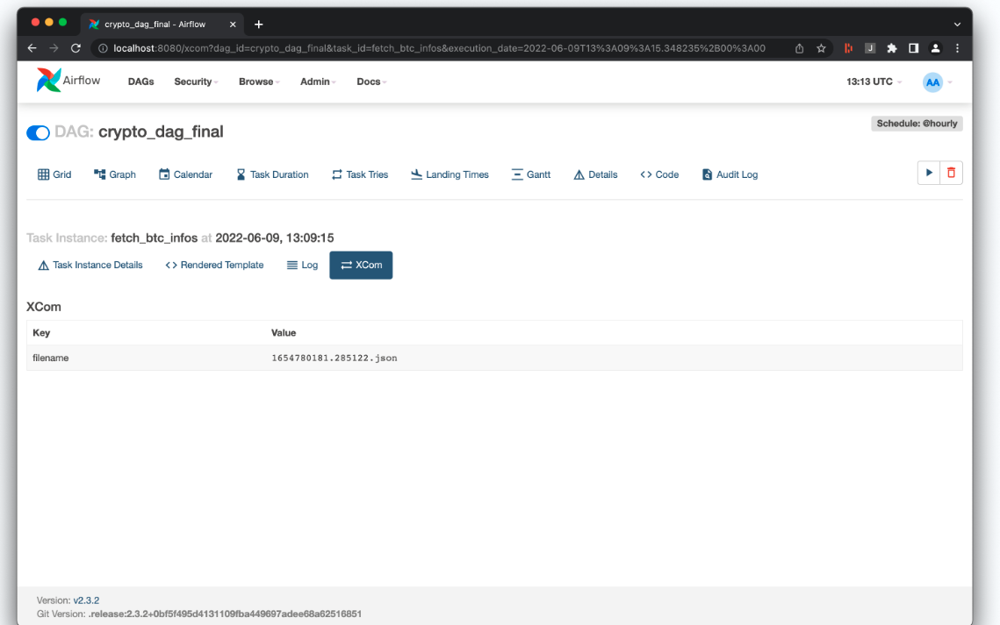 crypto_dag_final - Airflow
localhost:8080/xcom?dag_id=crypto_dag_final&task_id=fetch_btc_infos&execution_date=2022-06-09T13%3A09%3A15.348235%2B00%3A00
J
Airflow DAGs Security Browse Admin Docs 13:13 UTC AA
DAG: crypto_dag_final
Schedule: @hourly
Grid Graph Calendar Task Duration Task Tries Landing Times Gantt Details <> Code Audit Log
Task Instance: fetch_btc_infos at 2022-06-09, 13:09:15
Task Instance Details <> Rendered Template Log XCom
XCom
Key Value
filename 1654780181.285122.json
Version: v2.3.2
Git Version: .release:2.3.2+0bf5f495d4131109fba449697adee68a62516851